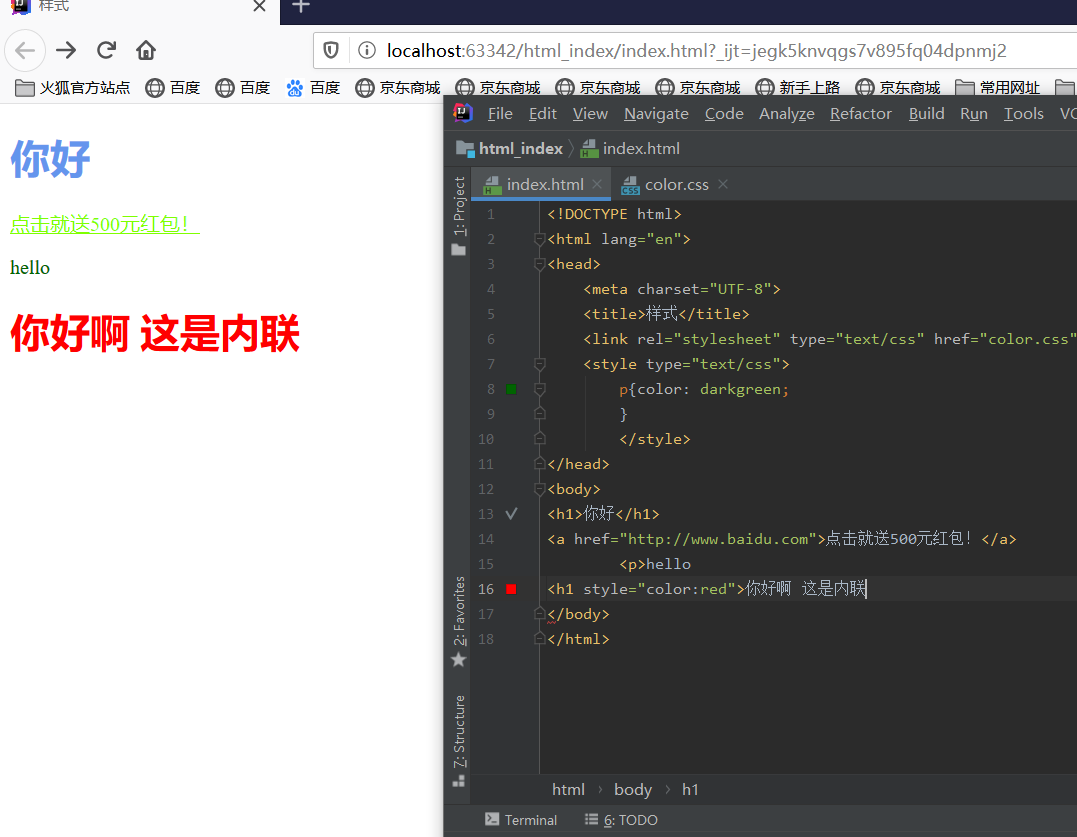 样式
localhost:63342/html_index/index.html?_ijt=jegk5knvqgs7v895fq04dpnmj2
火狐官方站点 百度 百度 百度 京东商城 京东商城 京东商城 京东商城 新手上路 京东商城 常用网址
你好
点击就送500元红包！
hello
你好啊 这是内联
File Edit View Navigate Code Analyze Refactor Build Run Tools VC
html_index index.html
index.html color.css
1: Project
2: Favorites
7: Structure
1 <!DOCTYPE html>
2 <html lang="en">
3 <head>
4 <meta charset="UTF-8">
5 <title>样式</title>
6 <link rel="stylesheet" type="text/css" href="color.css"
7 <style type="text/css">
8 p{color: darkgreen;
9 }
10 </style>
11 </head>
12 <body>
13 <h1>你好</h1>
14 <a href="http://www.baidu.com">点击就送500元红包！</a>
15 <p>hello
16 <h1 style="color:red">你好啊 这是内联
17 </body>
18 </html>
html body h1
Terminal 6: TODO